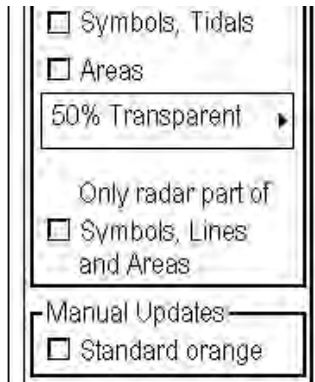 Symbols, Tidals
Areas
50% Transparent
Only radar part of
Symbols, Lines
and Areas
Manual Updates
Standard orange